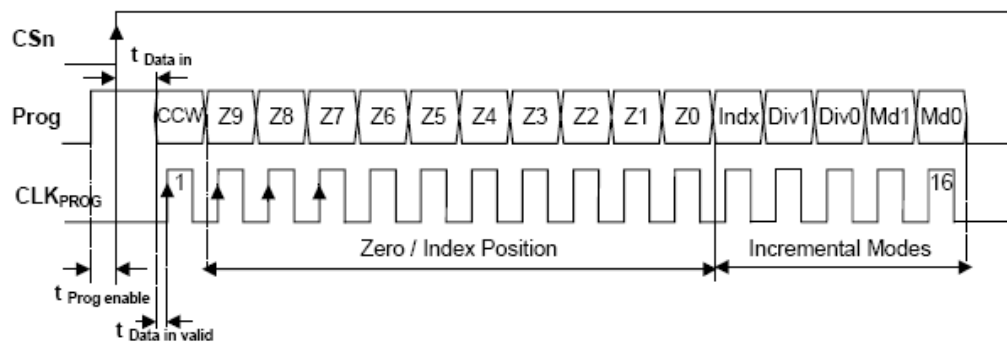 CSn
t Data in
Prog CCW Z9 Z8 Z7 Z6 Z5 Z4 Z3 Z2 Z1 Z0 Indx Div1 Div0 Md1 Md0
CLKPROG 1 16
Zero / Index Position Incremental Modes
t Prog enable
t Data in valid